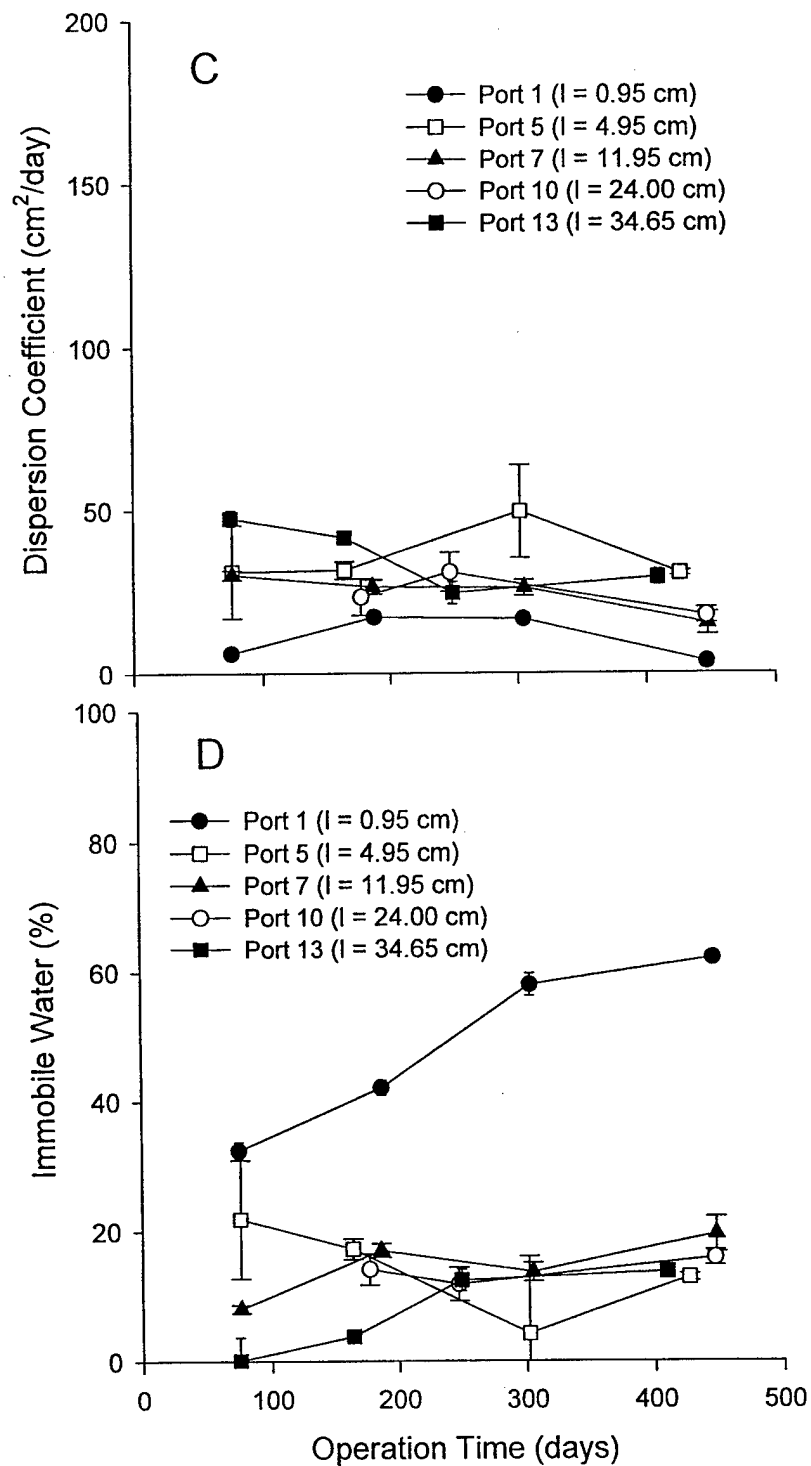 200
C
Port 1 (l = 0.95 cm)
Port 5 (l = 4.95 cm)
Port 7 (l = 11.95 cm)
Port 10 (l = 24.00 cm)
Port 13 (l = 34.65 cm)
150
100
50
0
Dispersion Coefficient (cm²/day)
100
D
80
Port 1 (l = 0.95 cm)
Port 5 (l = 4.95 cm)
Port 7 (l = 11.95 cm)
Port 10 (l = 24.00 cm)
Port 13 (l = 34.65 cm)
60
40
20
0
Immobile Water (%)
0 100 200 300 400 500
Operation Time (days)